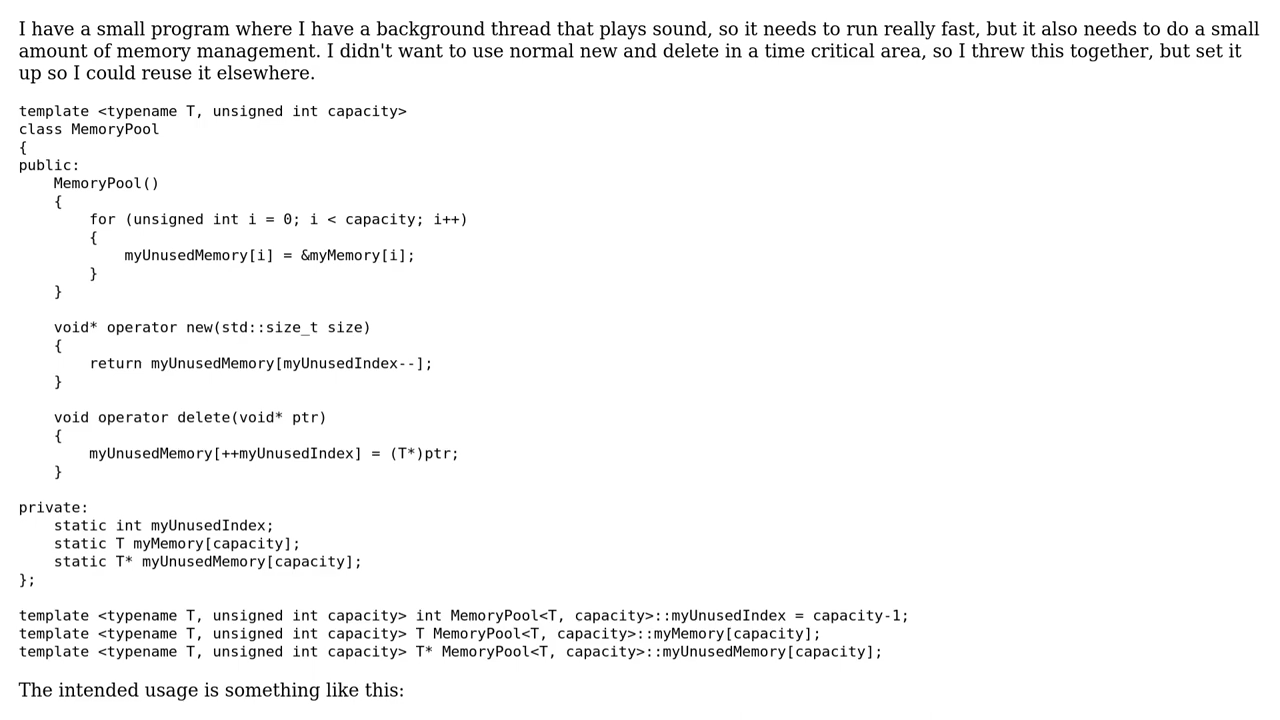 I have a small program where I have a background thread that plays sound, so it needs to run really fast, but it also needs to do a small
amount of memory management. I didn't want to use normal new and delete in a time critical area, so I threw this together, but set it
up so I could reuse it elsewhere.
template <typename T, unsigned int capacity>
class MemoryPool
{
public:
    MemoryPool()
    {
        for (unsigned int i = 0; i < capacity; i++)
        {
            myUnusedMemory[i] = &myMemory[i];
        }
    }
    void* operator new(std::size_t size)
    {
        return myUnusedMemory[myUnusedIndex--];
    }
    void operator delete(void* ptr)
    {
        myUnusedMemory[++myUnusedIndex] = (T*)ptr;
    }
private:
    static int myUnusedIndex;
    static T myMemory[capacity];
    static T* myUnusedMemory[capacity];
};
template <typename T, unsigned int capacity> int MemoryPool<T, capacity>::myUnusedIndex = capacity-1;
template <typename T, unsigned int capacity> T MemoryPool<T, capacity>::myMemory[capacity];
template <typename T, unsigned int capacity> T* MemoryPool<T, capacity>::myUnusedMemory[capacity];
The intended usage is something like this: